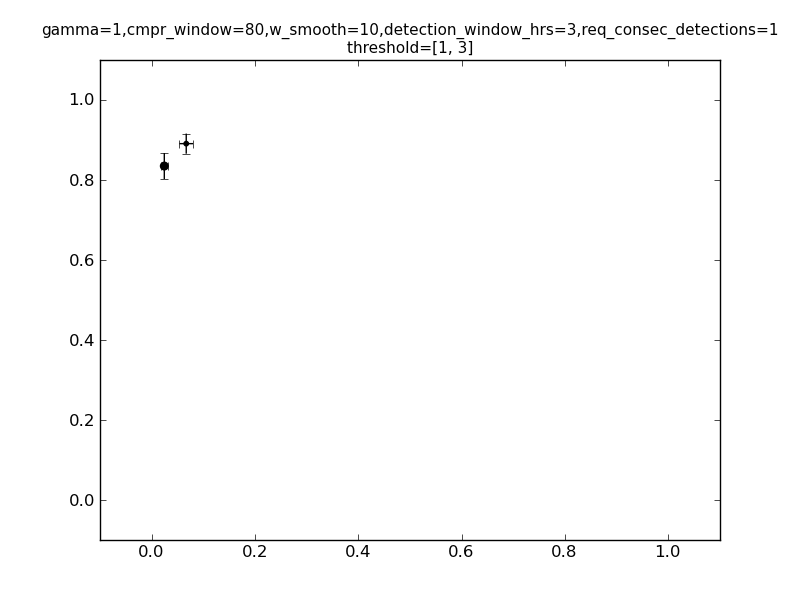 gamma=1,cmpr_window=80,w_smooth=10,detection_window_hrs=3,req_consec_detections=1
threshold=[1, 3]
1.0
0.8
0.6
0.4
0.2
0.0
0.0 0.2 0.4 0.6 0.8 1.0